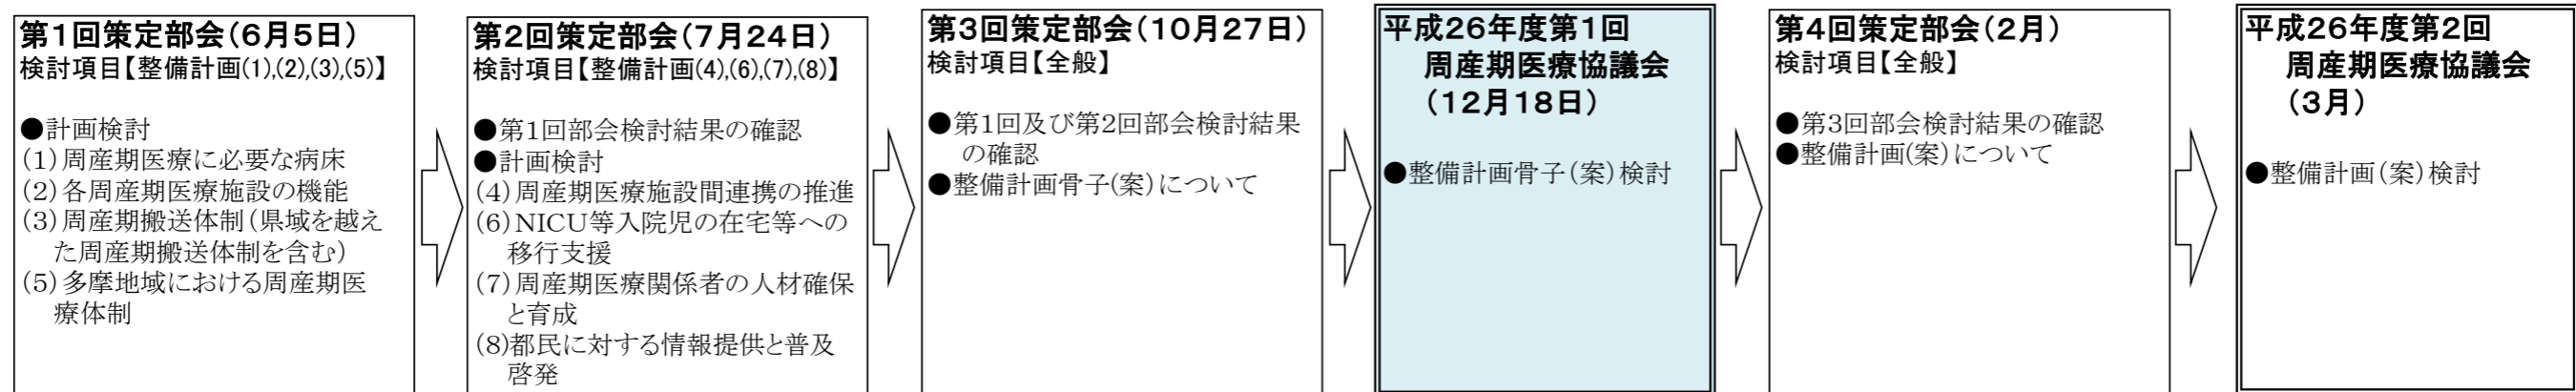 第1回策定部会(6月5日)
検討項目【整備計画(1),(2),(3),(5)】
●計画検討
(1)周産期医療に必要な病床
(2)各周産期医療施設の機能
(3)周産期搬送体制(県域を越え
た周産期搬送体制を含む)
(5)多摩地域における周産期医
療体制
第2回策定部会(7月24日)
検討項目【整備計画(4),(6),(7),(8)】
●第1回部会検討結果の確認
●計画検討
(4)周産期医療施設間連携の推進
(6)NICU等入院児の在宅等への
移行支援
(7)周産期医療関係者の人材確保
と育成
(8)都民に対する情報提供と普及
啓発
第3回策定部会(10月27日)
検討項目【全般】
●第1回及び第2回部会検討結果
の確認
●整備計画骨子(案)について
平成26年度第1回
周産期医療協議会
(12月18日)
●整備計画骨子(案)検討
第4回策定部会(2月)
検討項目【全般】
●第3回部会検討結果の確認
●整備計画(案)について
平成26年度第2回
周産期医療協議会
(3月)
●整備計画(案)検討